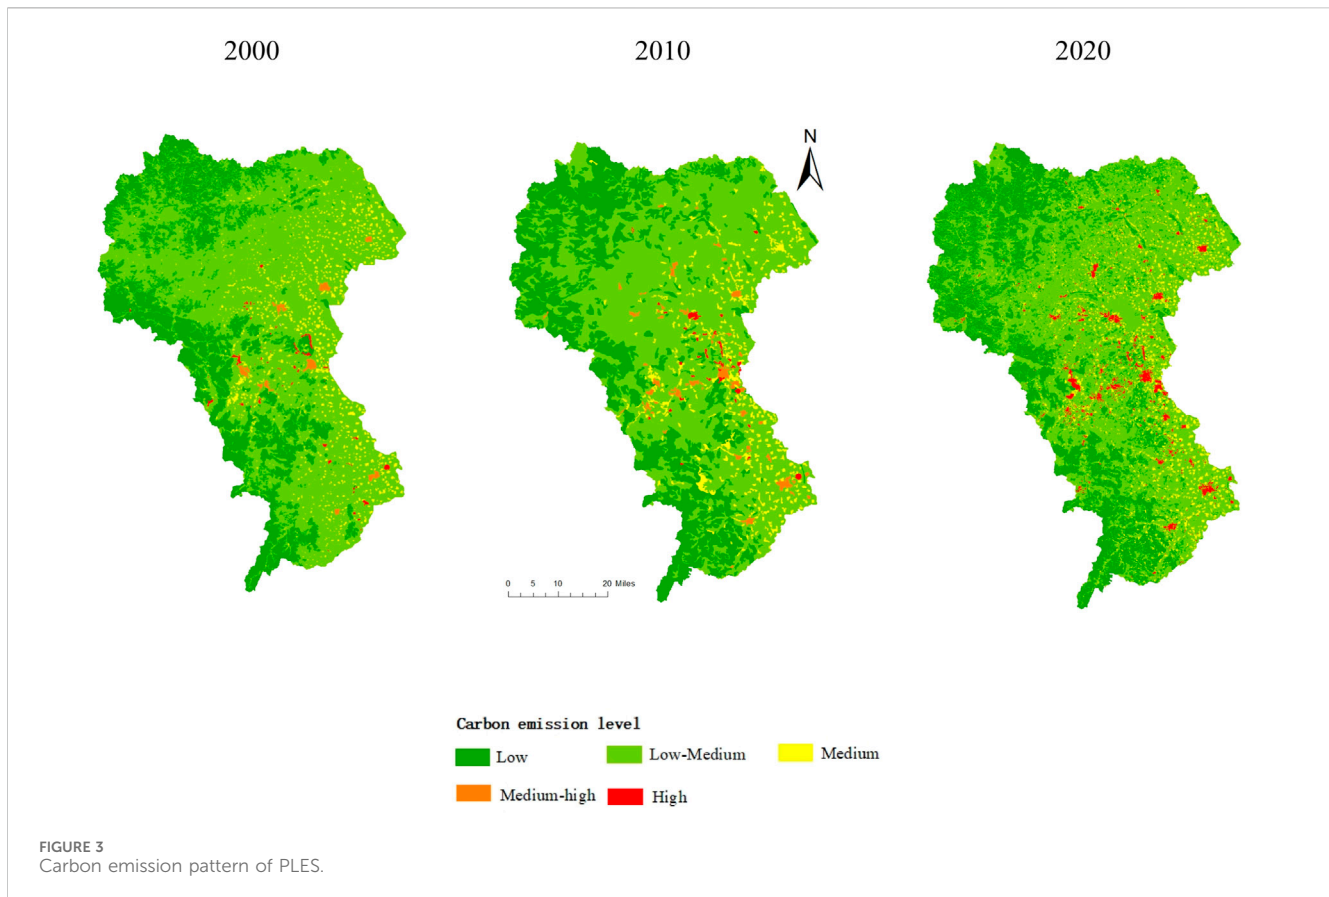 2000
2010
2020
N
0 5 10 20 Miles
Carbon emission level
Low Low-Medium Medium
Medium-high High
FIGURE 3
Carbon emission pattern of PLES.